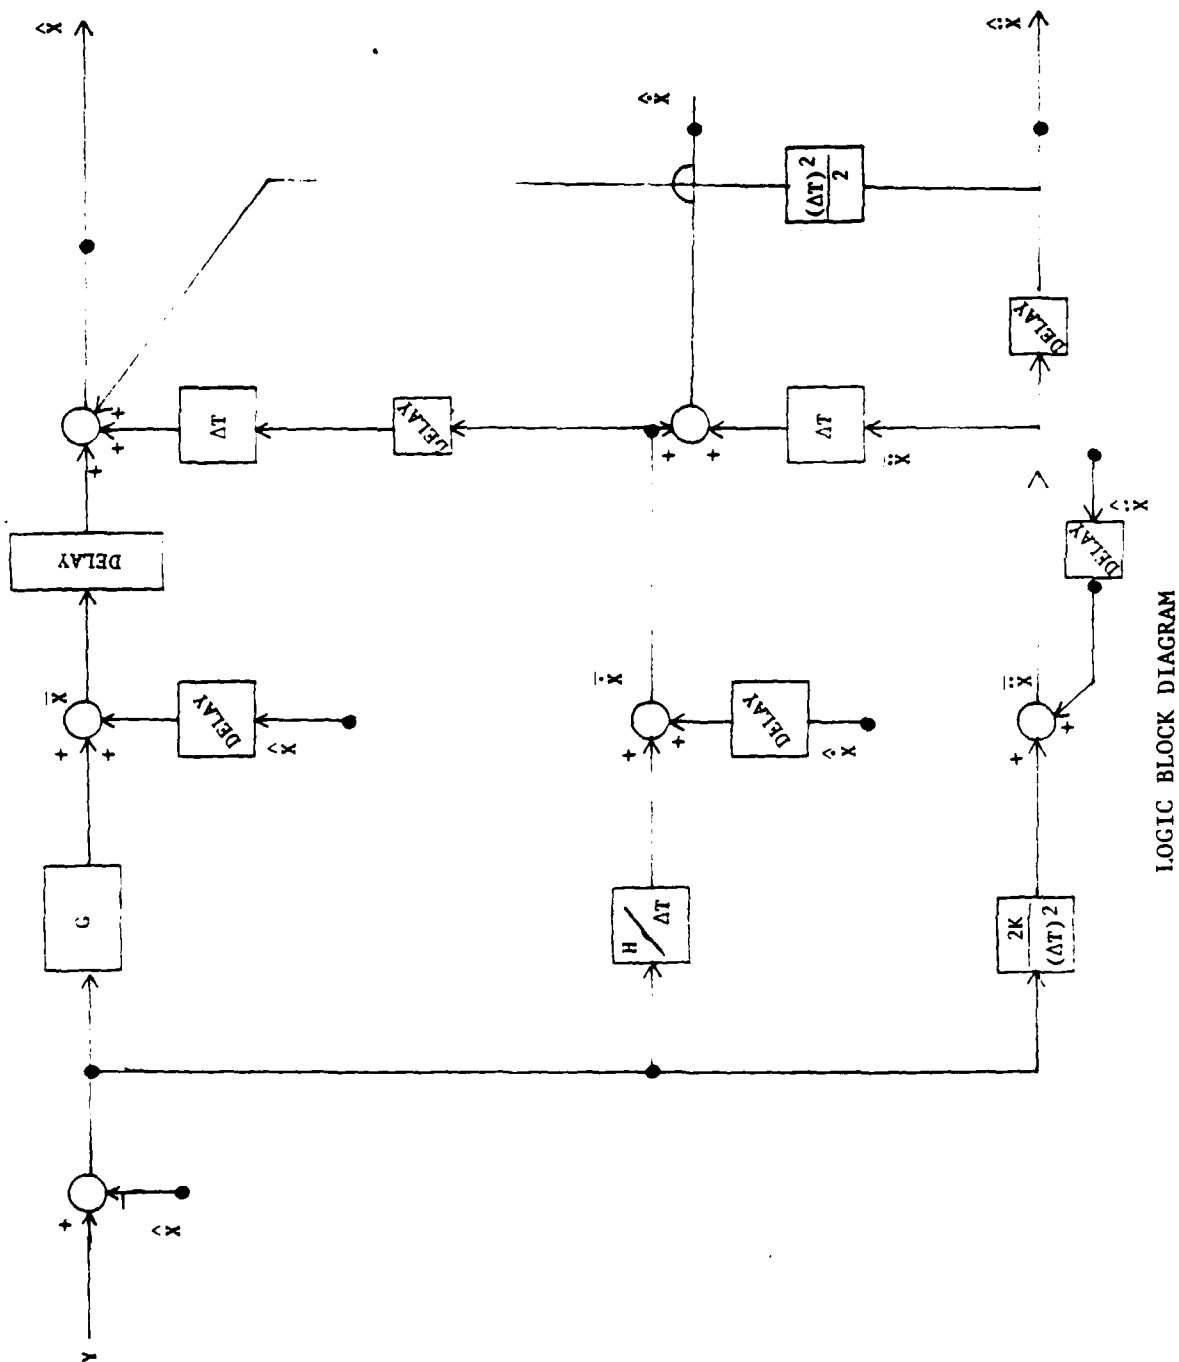 Y
+
−
X̂
G
+
+
X̄
DELAY
X̂
DELAY
+
+
+
ΔT
DELAY
X̂
H / ΔT
+
+
Ẋ̄
DELAY
Ẋ̂
+
+
ΔT
Ẍ̄
Ẋ̂
(ΔT)² / 2
2K / (ΔT)²
+
+
Ẍ̄
DELAY
Ẍ̂
DELAY
Ẍ̂
LOGIC BLOCK DIAGRAM